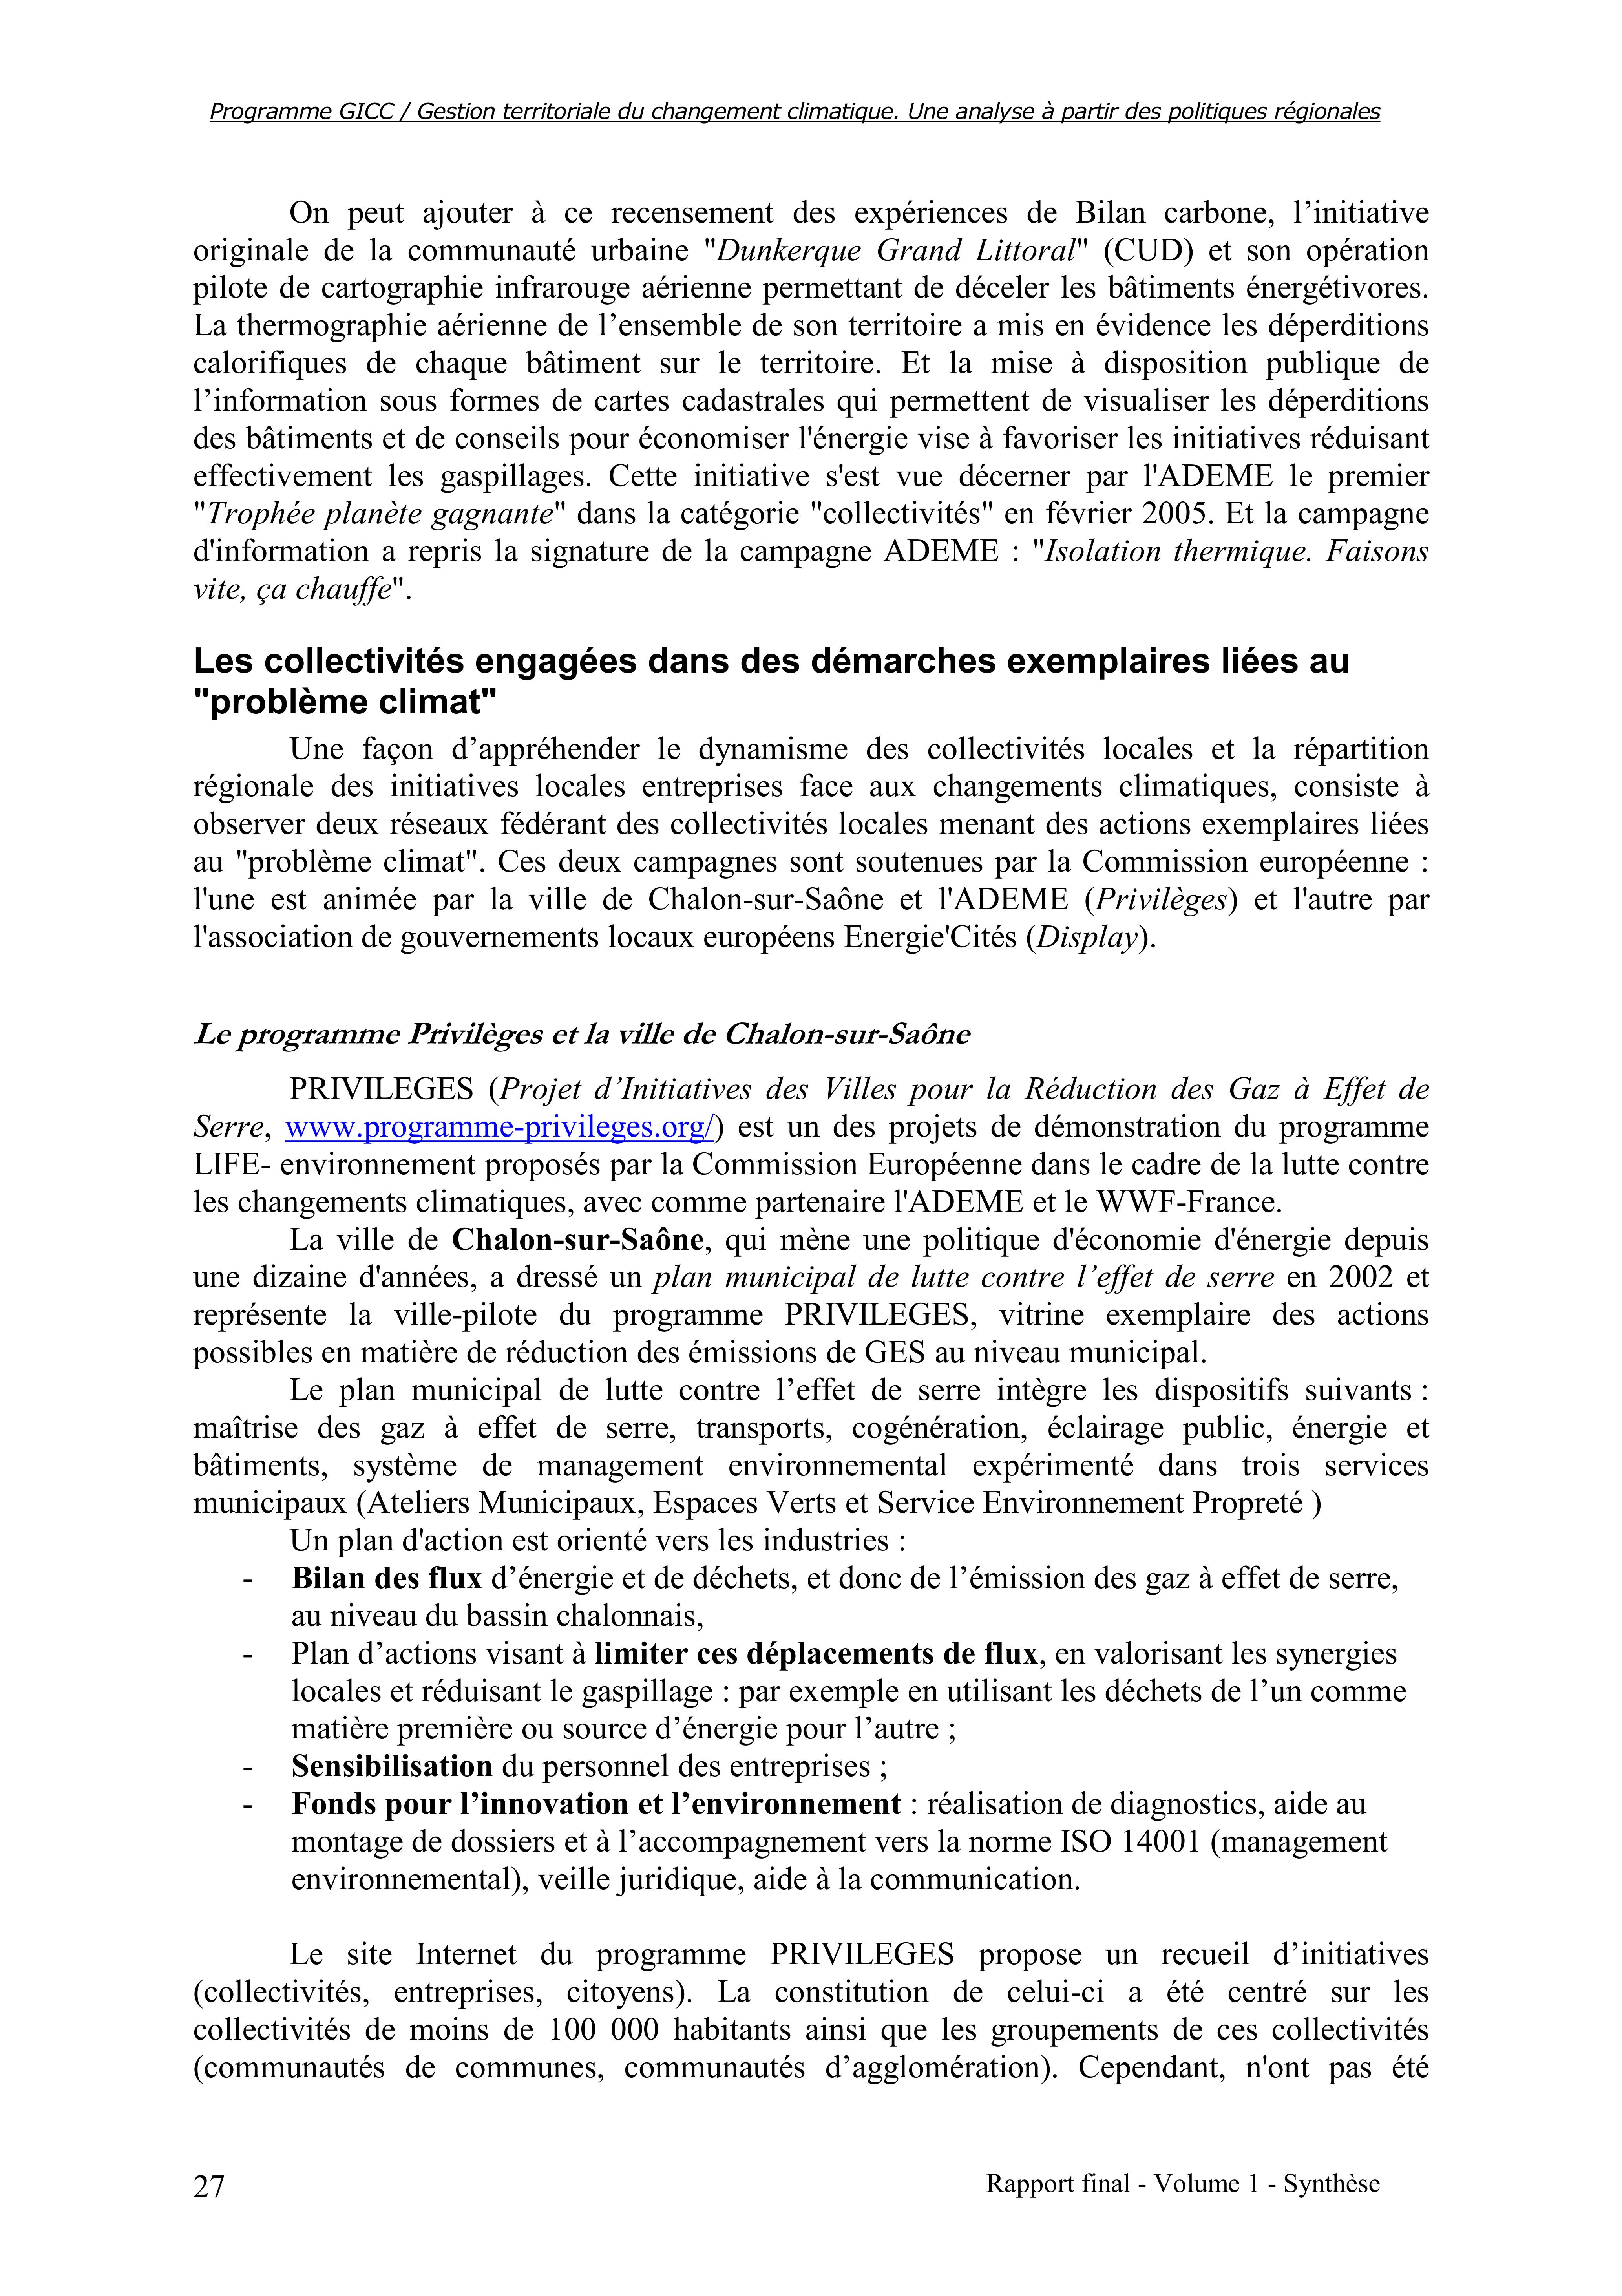 Programme GICC / Gestion territoriale du changement climatique. Une analyse à partir des politiques régionales
On peut ajouter à ce recensement des expériences de Bilan carbone, l’initiative
originale de la communauté urbaine "Dunkerque Grand Littoral" (CUD) et son opération
pilote de cartographie infrarouge aérienne permettant de déceler les bâtiments énergétivores.
La thermographie aérienne de l’ensemble de son territoire a mis en évidence les déperditions
calorifiques de chaque bâtiment sur le territoire. Et la mise à disposition publique de
l’information sous formes de cartes cadastrales qui permettent de visualiser les déperditions
des bâtiments et de conseils pour économiser l'énergie vise à favoriser les initiatives réduisant
effectivement les gaspillages. Cette initiative s'est vue décerner par l'ADEME le premier
"Trophée planète gagnante" dans la catégorie "collectivités" en février 2005. Et la campagne
d'information a repris la signature de la campagne ADEME : "Isolation thermique. Faisons
vite, ça chauffe".
Les collectivités engagées dans des démarches exemplaires liées au
"problème climat"
Une façon d’appréhender le dynamisme des collectivités locales et la répartition
régionale des initiatives locales entreprises face aux changements climatiques, consiste à
observer deux réseaux fédérant des collectivités locales menant des actions exemplaires liées
au "problème climat". Ces deux campagnes sont soutenues par la Commission européenne :
l'une est animée par la ville de Chalon-sur-Saône et l'ADEME (Privilèges) et l'autre par
l'association de gouvernements locaux européens Energie'Cités (Display).
Le programme Privilèges et la ville de Chalon-sur-Saône
PRIVILEGES (Projet d’Initiatives des Villes pour la Réduction des Gaz à Effet de
Serre, www.programme-privileges.org/) est un des projets de démonstration du programme
LIFE- environnement proposés par la Commission Européenne dans le cadre de la lutte contre
les changements climatiques, avec comme partenaire l'ADEME et le WWF-France.
La ville de Chalon-sur-Saône, qui mène une politique d'économie d'énergie depuis
une dizaine d'années, a dressé un plan municipal de lutte contre l’effet de serre en 2002 et
représente la ville-pilote du programme PRIVILEGES, vitrine exemplaire des actions
possibles en matière de réduction des émissions de GES au niveau municipal.
Le plan municipal de lutte contre l’effet de serre intègre les dispositifs suivants :
maîtrise des gaz à effet de serre, transports, cogénération, éclairage public, énergie et
bâtiments, système de management environnemental expérimenté dans trois services
municipaux (Ateliers Municipaux, Espaces Verts et Service Environnement Propreté )
Un plan d'action est orienté vers les industries :
- Bilan des flux d’énergie et de déchets, et donc de l’émission des gaz à effet de serre,
au niveau du bassin chalonnais,
- Plan d’actions visant à limiter ces déplacements de flux, en valorisant les synergies
locales et réduisant le gaspillage : par exemple en utilisant les déchets de l’un comme
matière première ou source d’énergie pour l’autre ;
- Sensibilisation du personnel des entreprises ;
- Fonds pour l’innovation et l’environnement : réalisation de diagnostics, aide au
montage de dossiers et à l’accompagnement vers la norme ISO 14001 (management
environnemental), veille juridique, aide à la communication.
Le site Internet du programme PRIVILEGES propose un recueil d’initiatives
(collectivités, entreprises, citoyens). La constitution de celui-ci a été centré sur les
collectivités de moins de 100 000 habitants ainsi que les groupements de ces collectivités
(communautés de communes, communautés d’agglomération). Cependant, n'ont pas été
27
Rapport final - Volume 1 - Synthèse